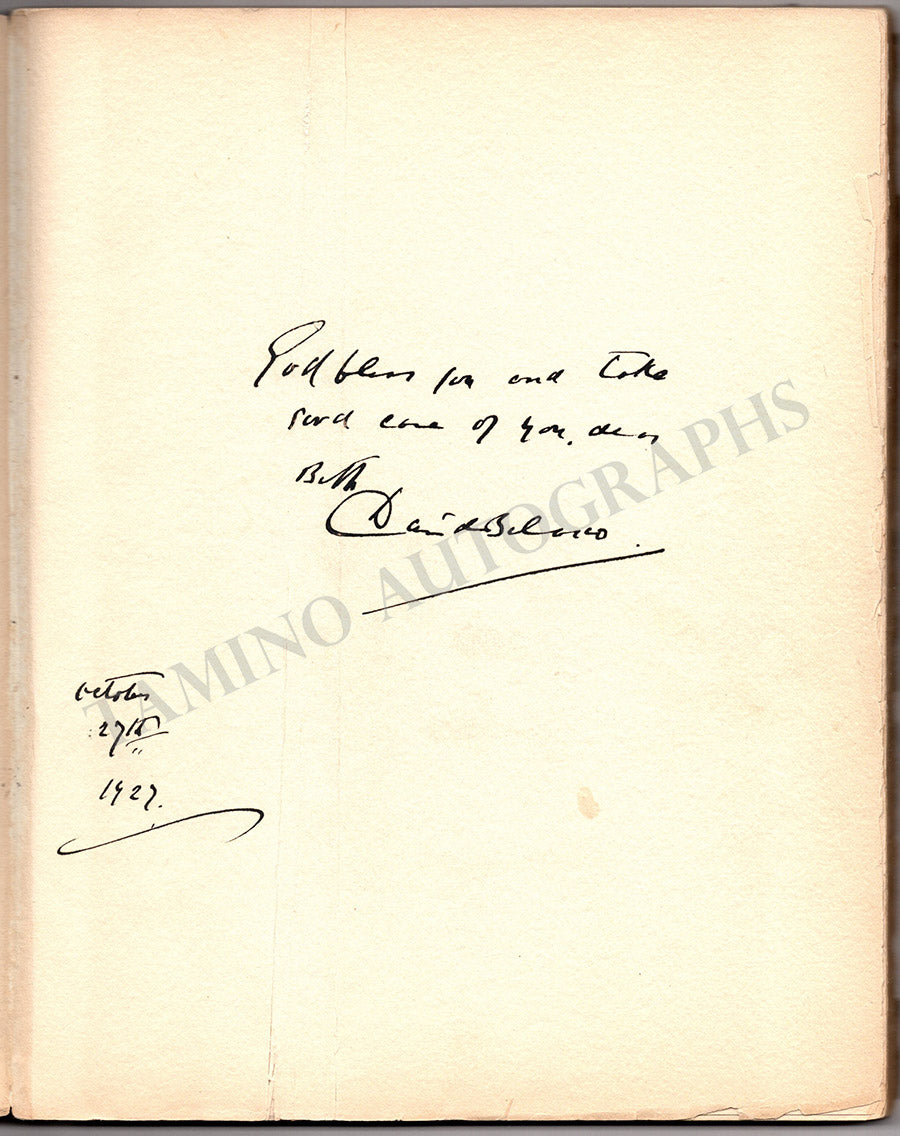 God bless you and take
good care of you, dear
Beth
David Belasco.
TAMINO AUTOGRAPHS
October
27th
1927.